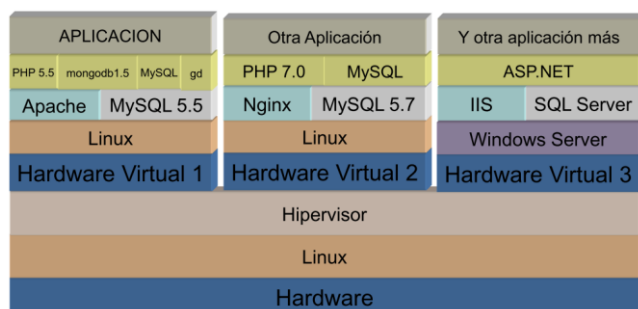 APLICACION
PHP 5.5 mongodb1.5 MySQL gd
Apache MySQL 5.5
Linux
Hardware Virtual 1
Otra Aplicación
PHP 7.0 MySQL
Nginx MySQL 5.7
Linux
Hardware Virtual 2
Y otra aplicación más
ASP.NET
IIS SQL Server
Windows Server
Hardware Virtual 3
Hipervisor
Linux
Hardware